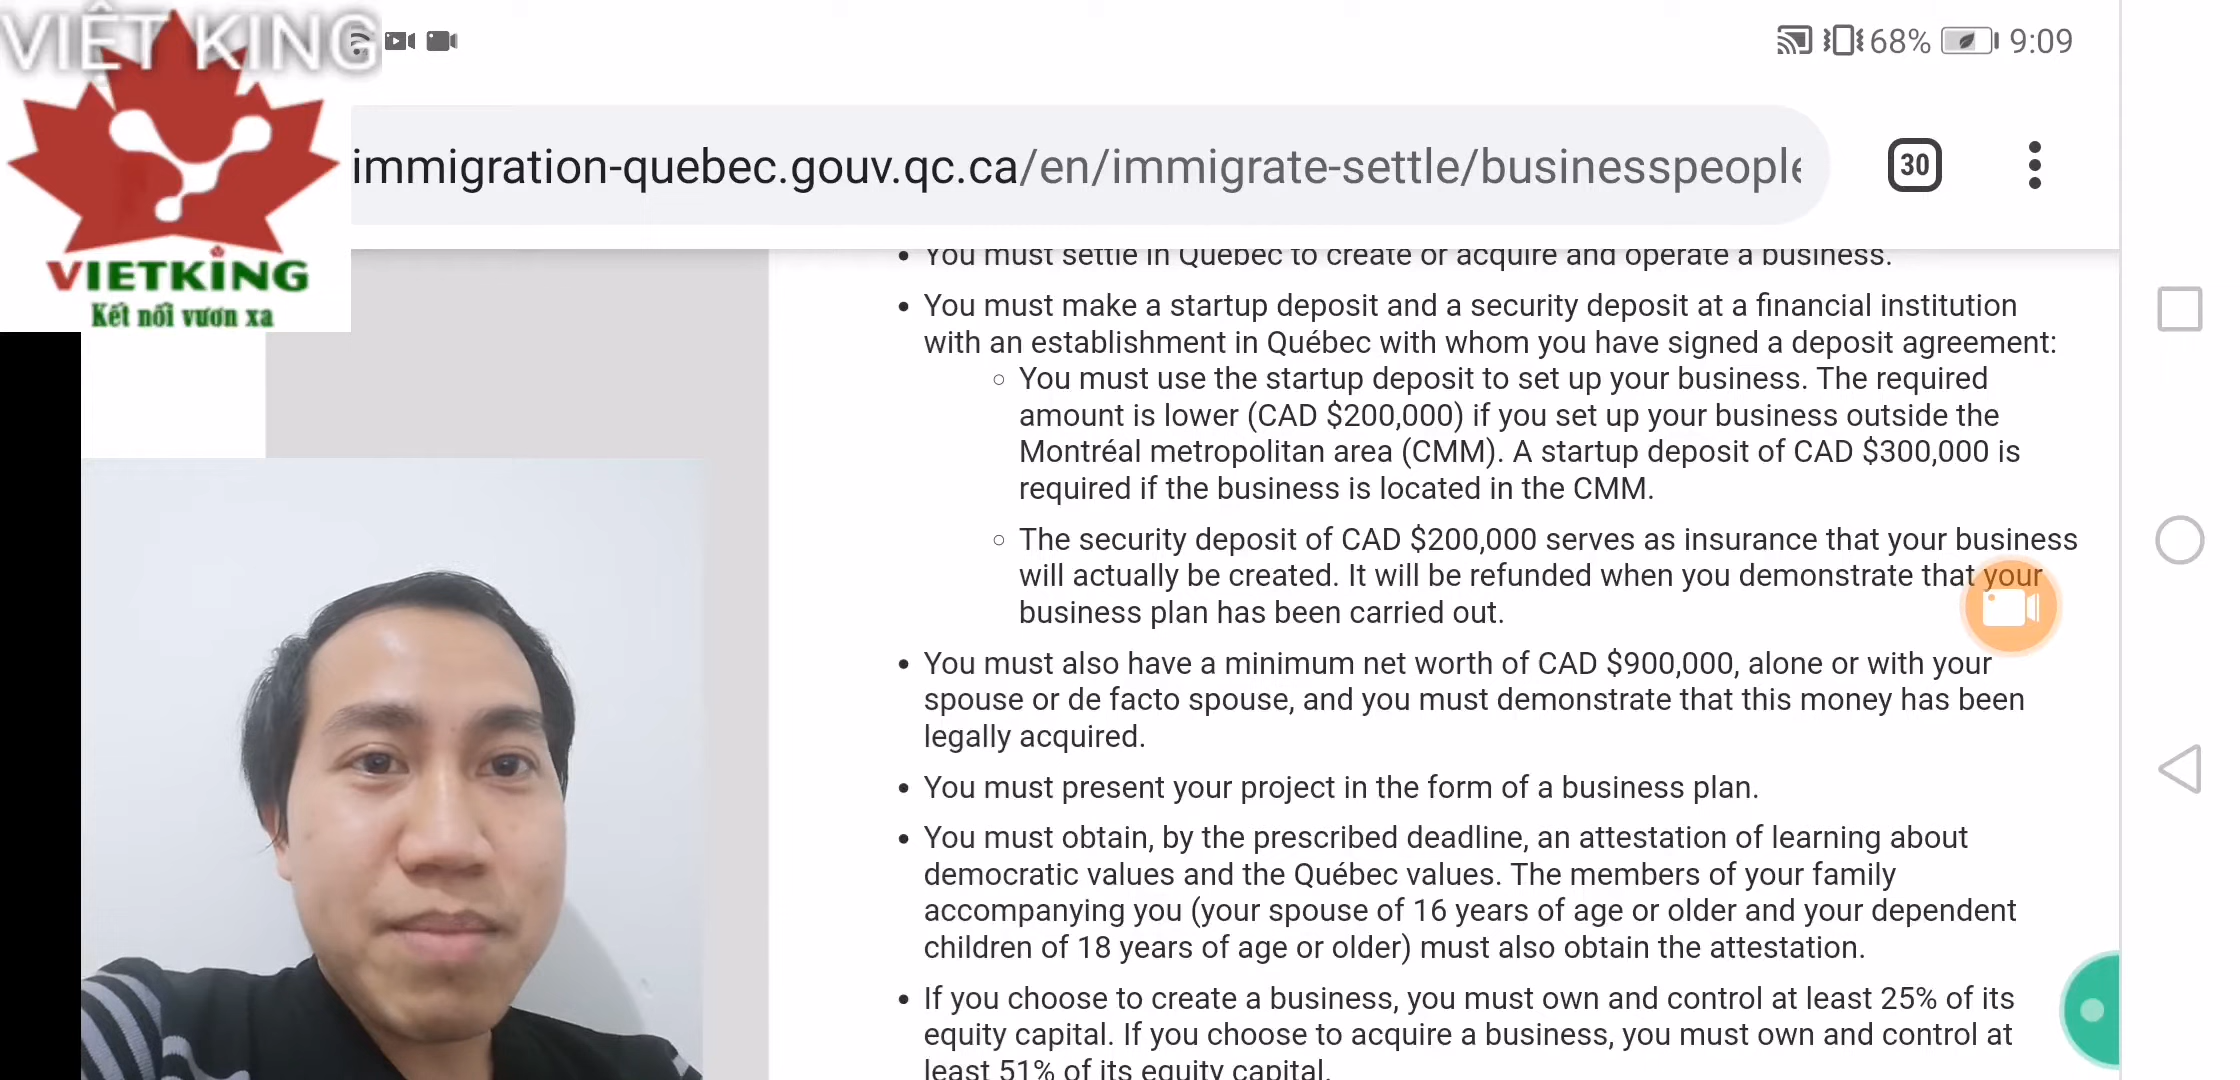 VIỆT KING
68%
9:09
immigration-quebec.gouv.qc.ca/en/immigrate-settle/businesspeople
30
VIETKING
Kết nối vươn xa
• You must settle in Québec to create or acquire and operate a business.
• You must make a startup deposit and a security deposit at a financial institution
with an establishment in Québec with whom you have signed a deposit agreement:
○ You must use the startup deposit to set up your business. The required
amount is lower (CAD $200,000) if you set up your business outside the
Montréal metropolitan area (CMM). A startup deposit of CAD $300,000 is
required if the business is located in the CMM.
○ The security deposit of CAD $200,000 serves as insurance that your business
will actually be created. It will be refunded when you demonstrate that your
business plan has been carried out.
• You must also have a minimum net worth of CAD $900,000, alone or with your
spouse or de facto spouse, and you must demonstrate that this money has been
legally acquired.
• You must present your project in the form of a business plan.
• You must obtain, by the prescribed deadline, an attestation of learning about
democratic values and the Québec values. The members of your family
accompanying you (your spouse of 16 years of age or older and your dependent
children of 18 years of age or older) must also obtain the attestation.
• If you choose to create a business, you must own and control at least 25% of its
equity capital. If you choose to acquire a business, you must own and control at
least 51% of its equity capital.